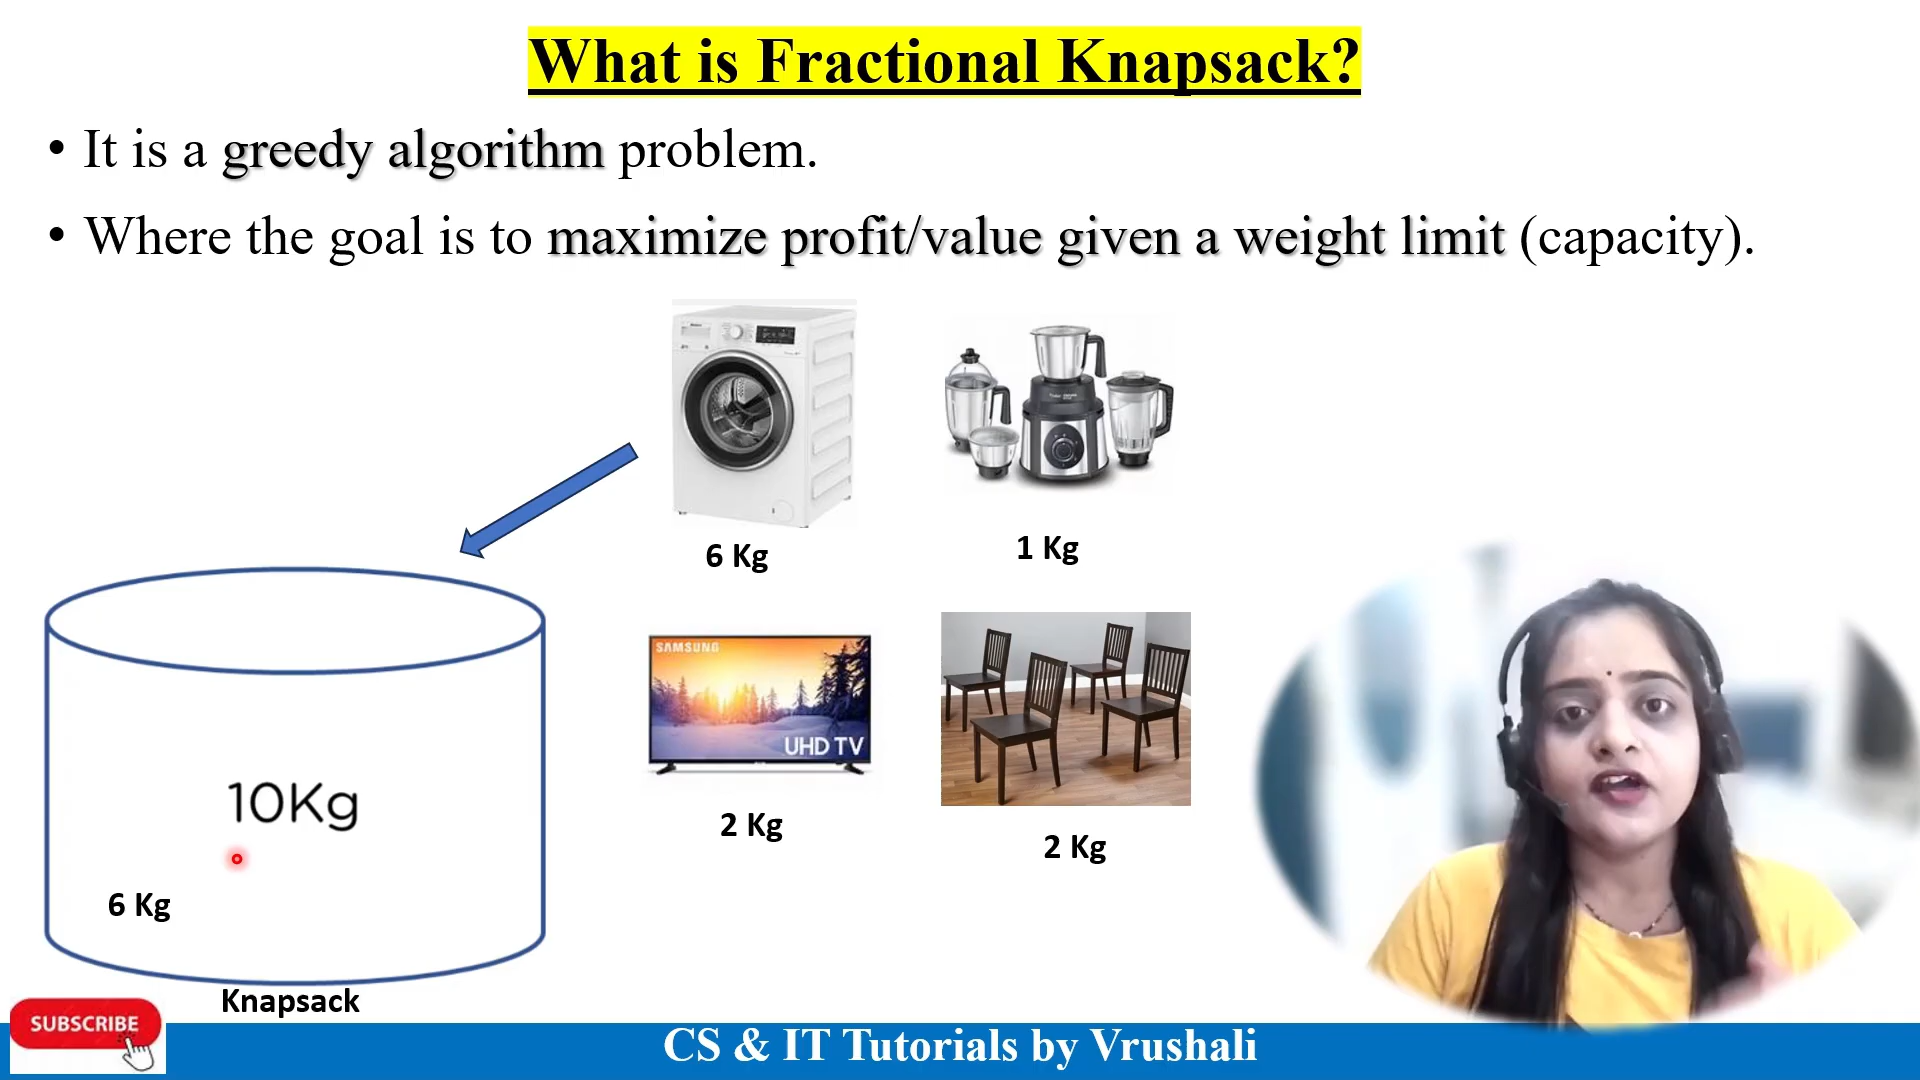 What is Fractional Knapsack?
• It is a greedy algorithm problem.
• Where the goal is to maximize profit/value given a weight limit (capacity).
6 Kg
1 Kg
SAMSUNG
UHD TV
2 Kg
2 Kg
10Kg
6 Kg
Knapsack
SUBSCRIBE
CS & IT Tutorials by Vrushali